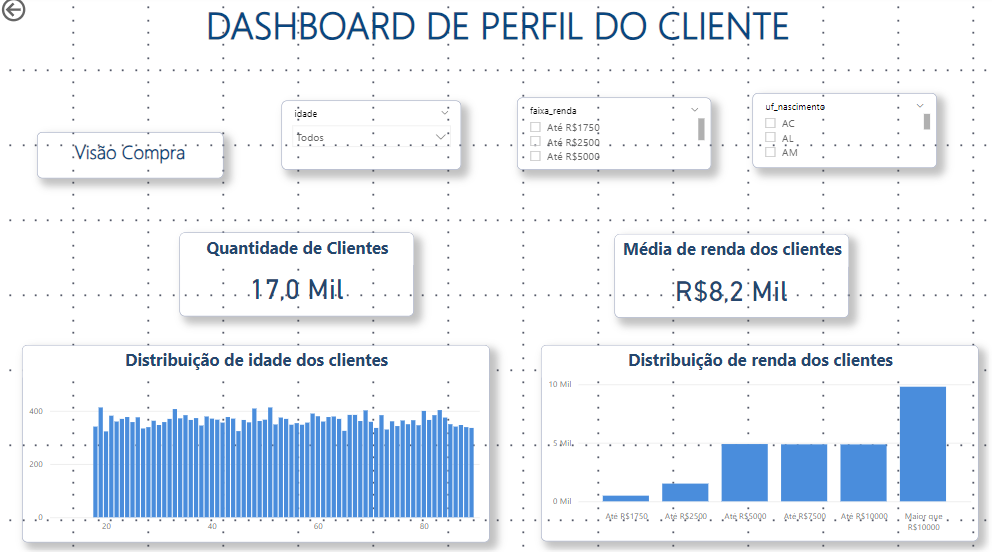 DASHBOARD DE PERFIL DO CLIENTE
Visão Compra
idade
Todos
faixa_renda
Até R$1750
Até R$2500
Até R$5000
uf_nascimento
AC
AL
AM
Quantidade de Clientes
17,0 Mil
Média de renda dos clientes
R$8,2 Mil
Distribuição de idade dos clientes
400
200
0
20 40 60 80
Distribuição de renda dos clientes
10 Mil
5 Mil
0 Mil
Até R$1750 Até R$2500 Até R$5000 Até R$7500 Até R$10000 Maior que
R$10000